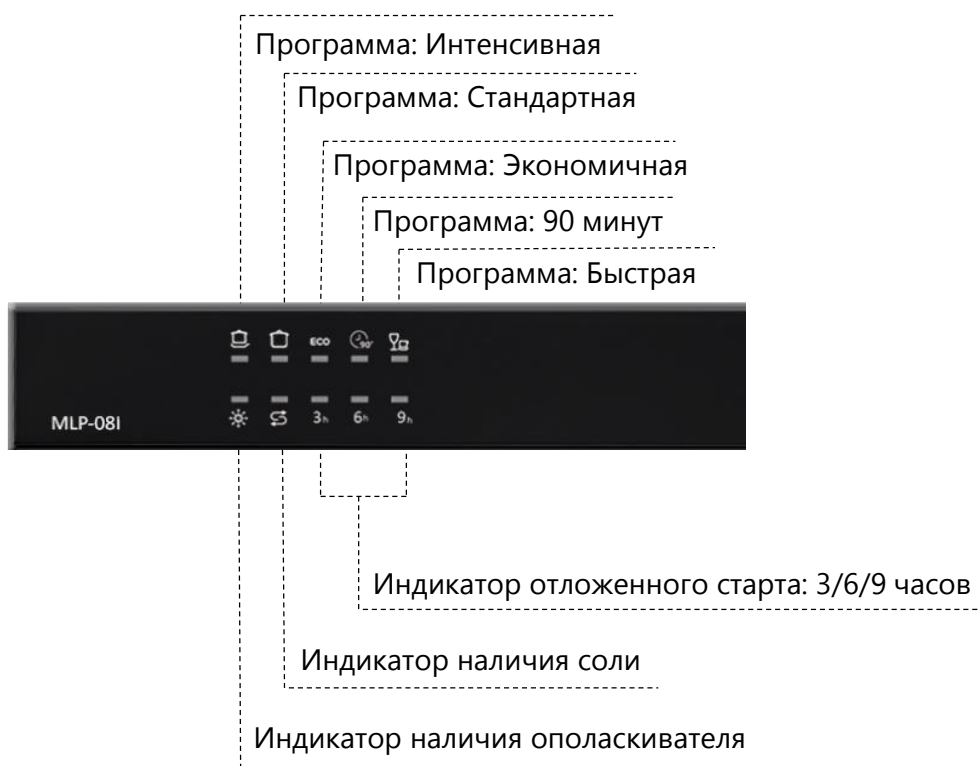 Программа: Интенсивная
Программа: Стандартная
Программа: Экономичная
Программа: 90 минут
Программа: Быстрая
ECO 90'
MLP-08I 3h 6h 9h
Индикатор отложенного старта: 3/6/9 часов
Индикатор наличия соли
Индикатор наличия ополаскивателя